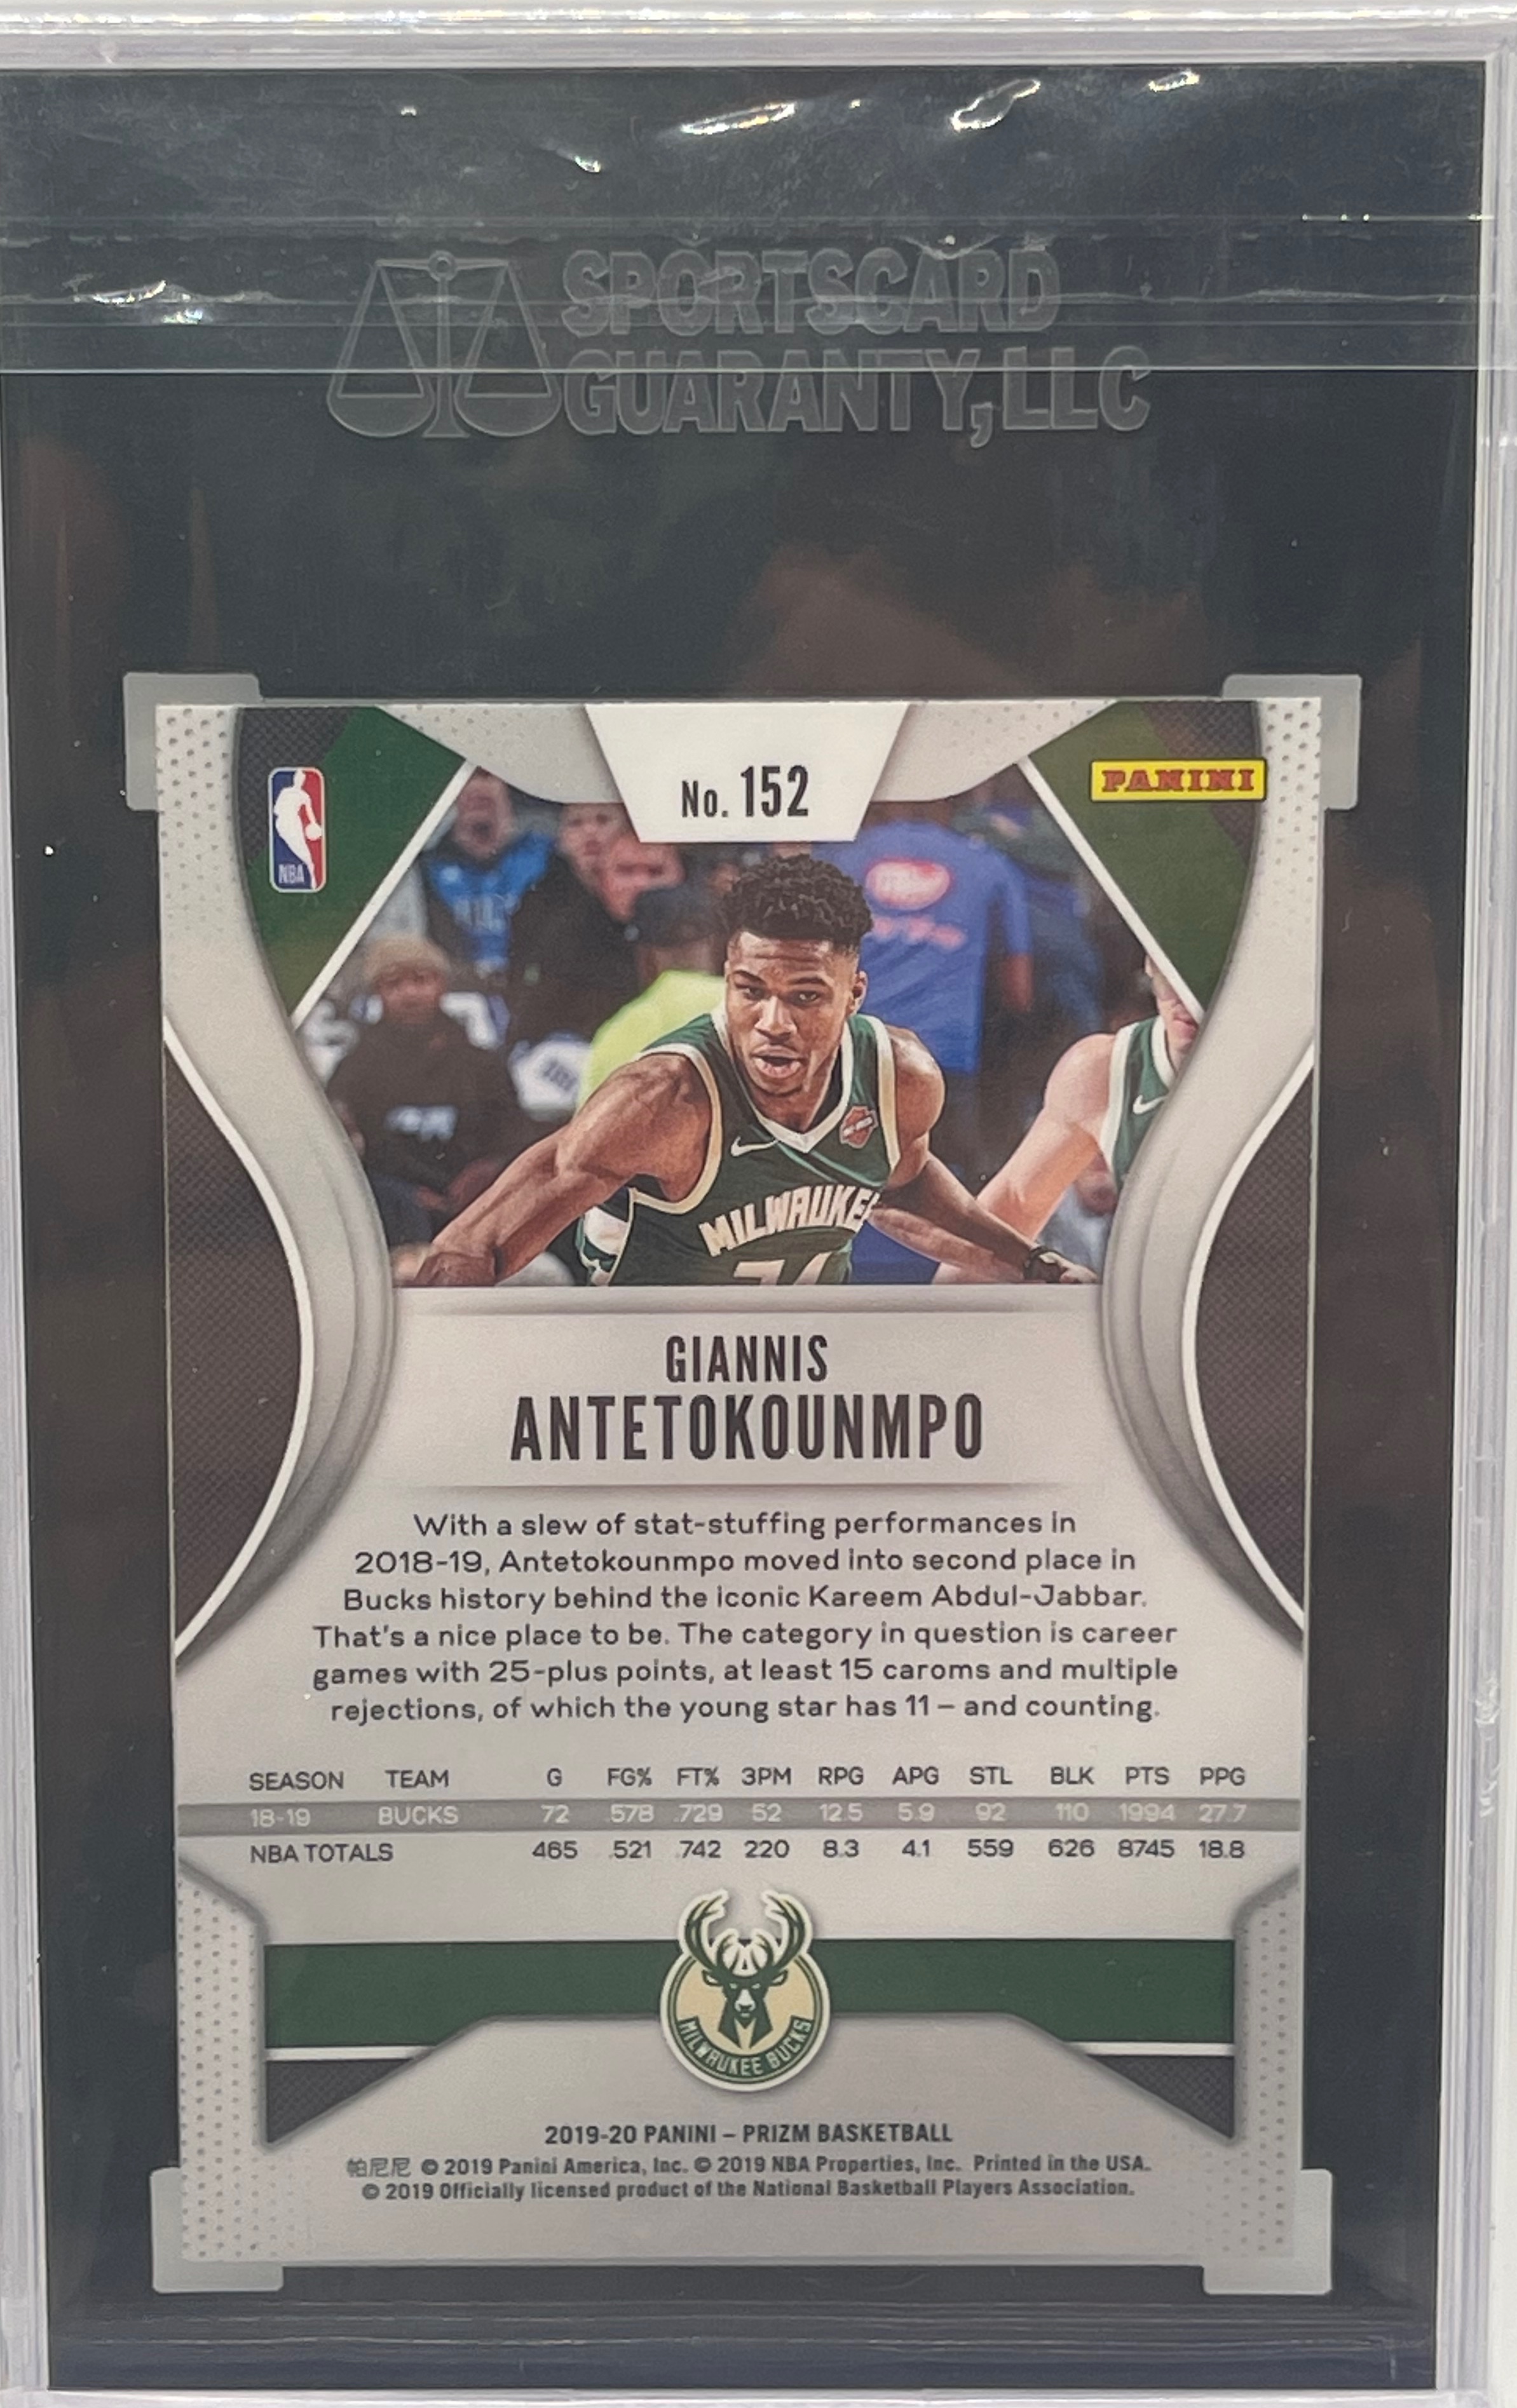 SPORTSCARD
GUARANTY, LLC
No. 152
NBA
PANINI
MILWAUKEE
GIANNIS
ANTETOKOUNMPO
With a slew of stat-stuffing performances in
2018-19, Antetokounmpo moved into second place in
Bucks history behind the iconic Kareem Abdul-Jabbar.
That's a nice place to be. The category in question is career
games with 25-plus points, at least 15 caroms and multiple
rejections, of which the young star has 11 – and counting.
SEASON TEAM G FG% FT% 3PM RPG APG STL BLK PTS PPG
18-19 BUCKS 72 .578 .729 52 12.5 5.9 92 110 1994 27.7
NBA TOTALS 465 .521 .742 220 8.3 4.1 559 626 8745 18.8
MILWAUKEE BUCKS
2019-20 PANINI – PRIZM BASKETBALL
帕尼尼 © 2019 Panini America, Inc. © 2019 NBA Properties, Inc. Printed in the USA.
© 2019 Officially licensed product of the National Basketball Players Association.